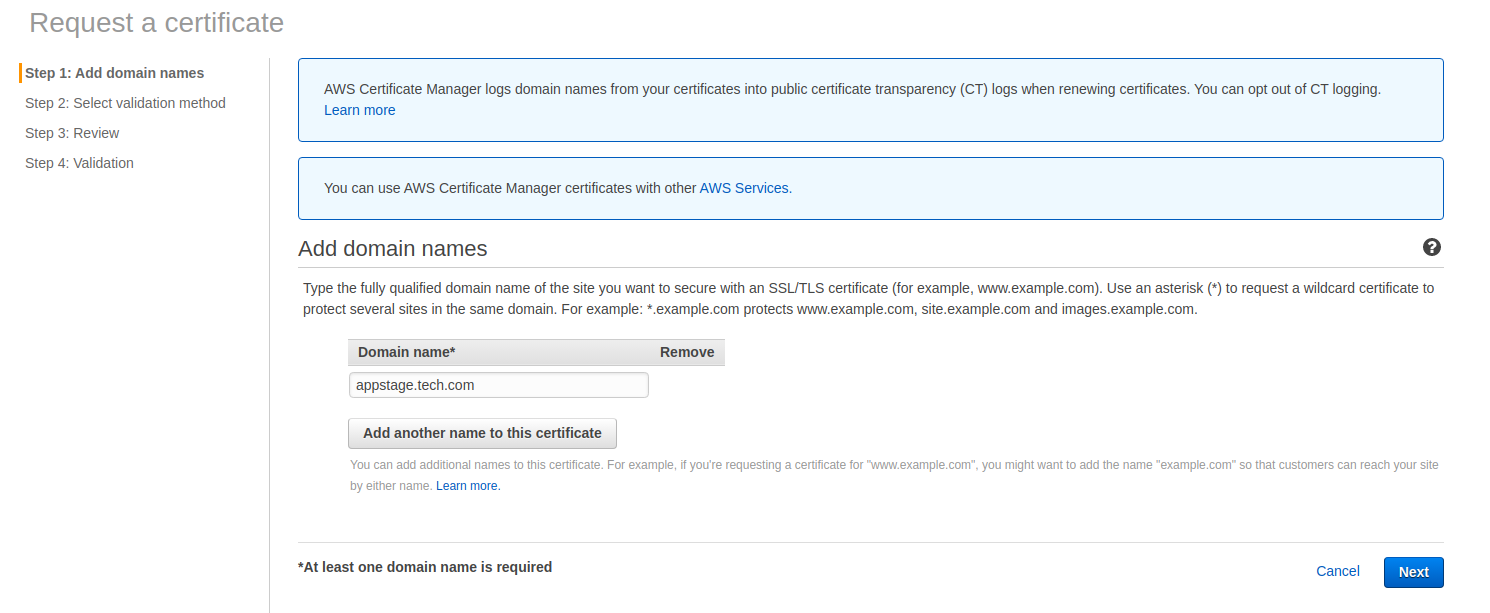 Request a certificate
Step 1: Add domain names
Step 2: Select validation method
Step 3: Review
Step 4: Validation
AWS Certificate Manager logs domain names from your certificates into public certificate transparency (CT) logs when renewing certificates. You can opt out of CT logging.
Learn more
You can use AWS Certificate Manager certificates with other AWS Services.
Add domain names
?
Type the fully qualified domain name of the site you want to secure with an SSL/TLS certificate (for example, www.example.com). Use an asterisk (*) to request a wildcard certificate to
protect several sites in the same domain. For example: *.example.com protects www.example.com, site.example.com and images.example.com.
Domain name* Remove
appstage.tech.com
Add another name to this certificate
You can add additional names to this certificate. For example, if you're requesting a certificate for "www.example.com", you might want to add the name "example.com" so that customers can reach your site
by either name. Learn more.
*At least one domain name is required
Cancel Next